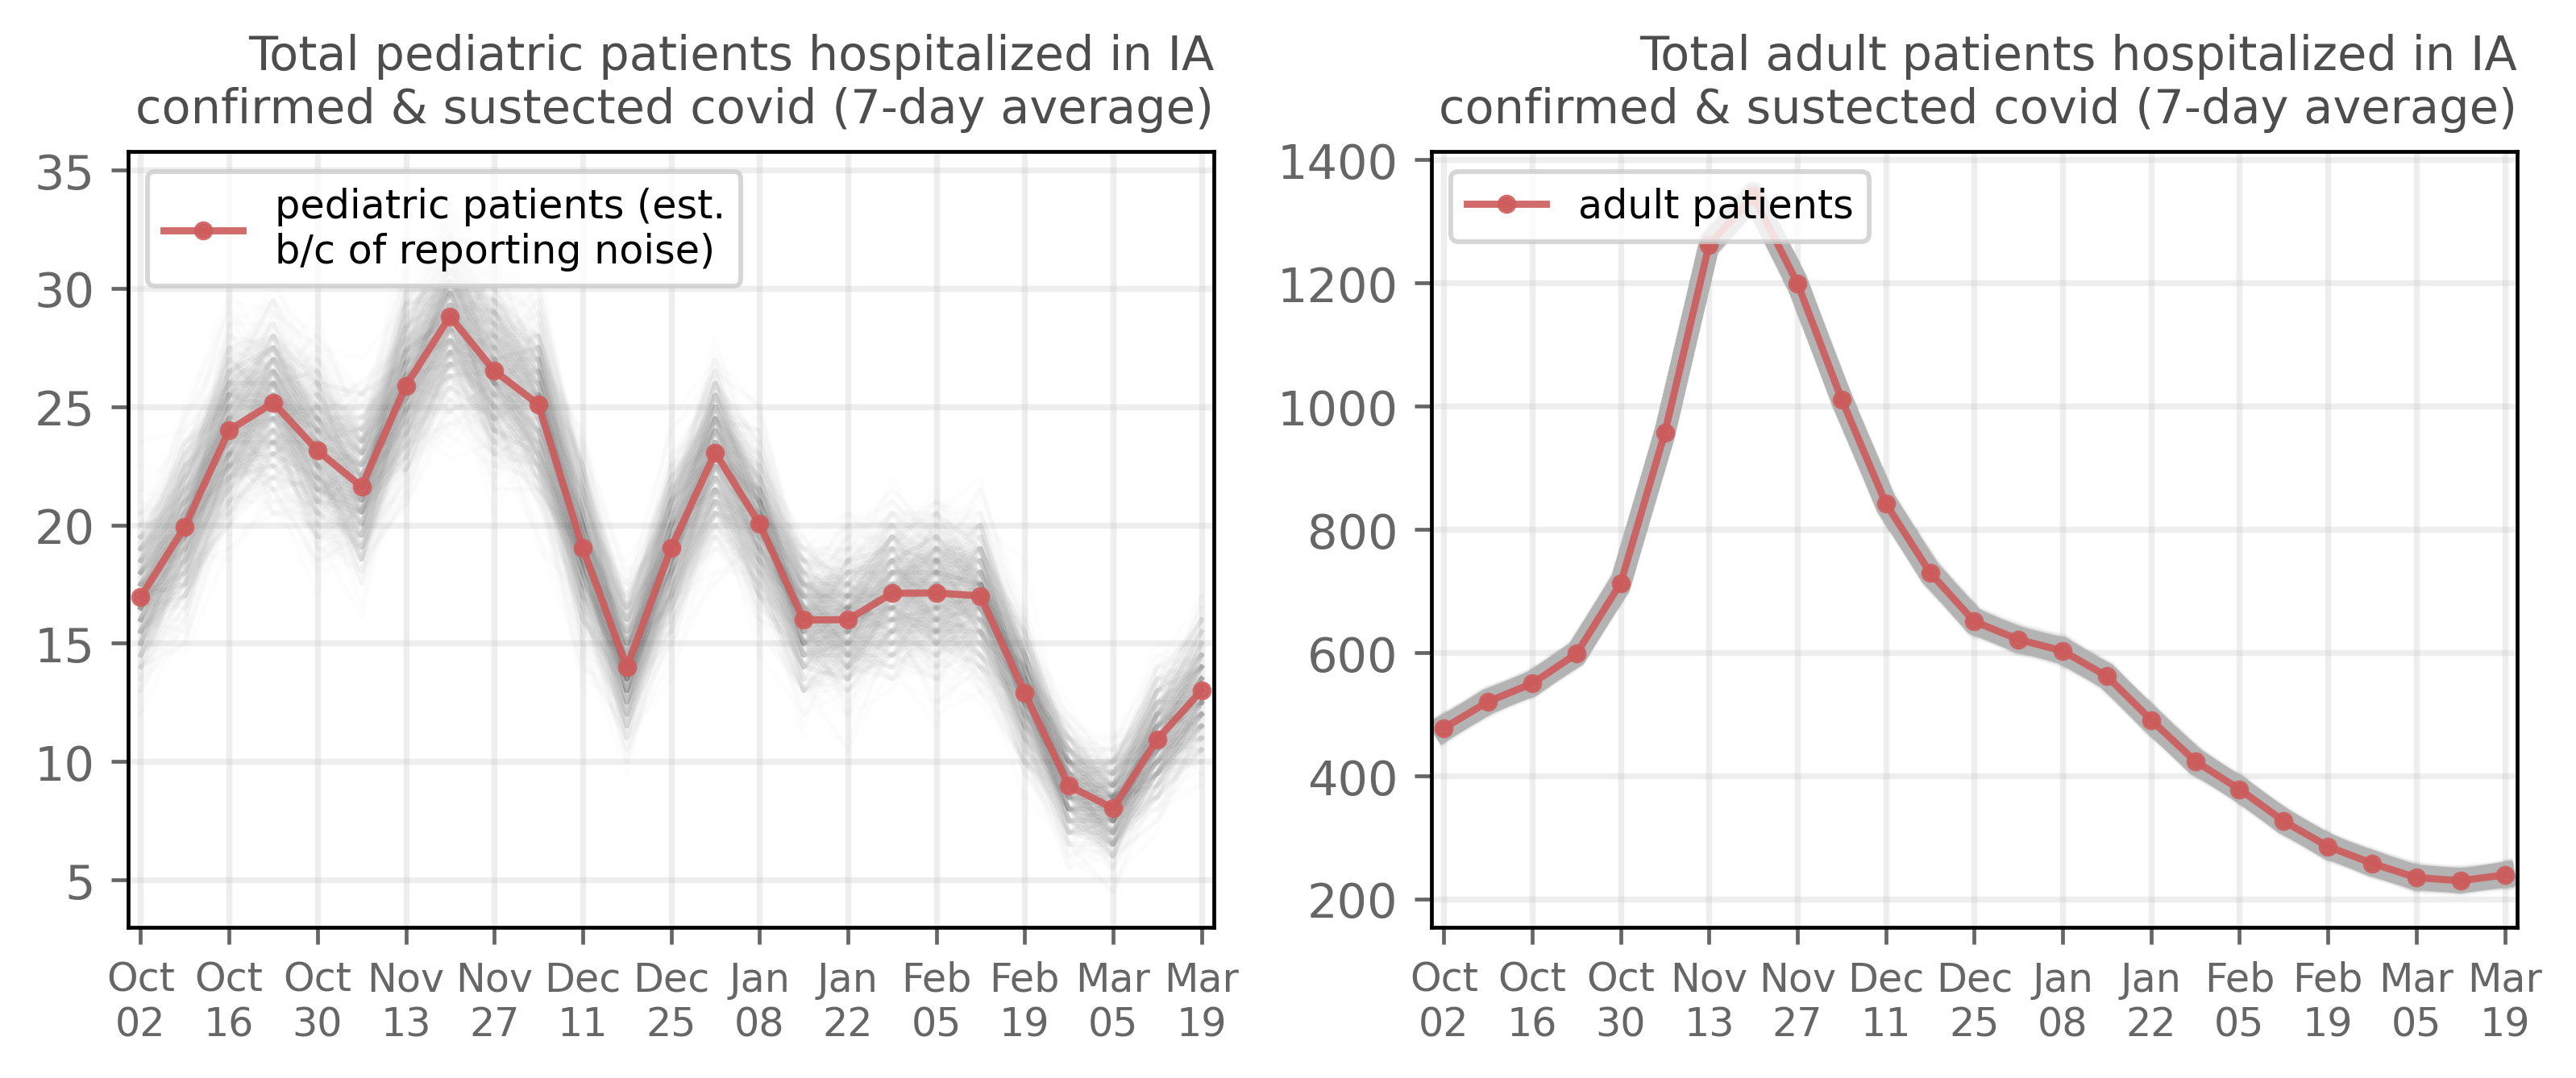 Total pediatric patients hospitalized in IA
confirmed & sustected covid (7-day average)
35
30
25
20
15
10
5
pediatric patients (est.
b/c of reporting noise)
Oct Oct Oct Nov Nov Dec Dec Jan Jan Feb Feb Mar Mar
02 16 30 13 27 11 25 08 22 05 19 05 19
Total adult patients hospitalized in IA
confirmed & sustected covid (7-day average)
1400
1200
1000
800
600
400
200
adult patients
Oct Oct Oct Nov Nov Dec Dec Jan Jan Feb Feb Mar Mar
02 16 30 13 27 11 25 08 22 05 19 05 19